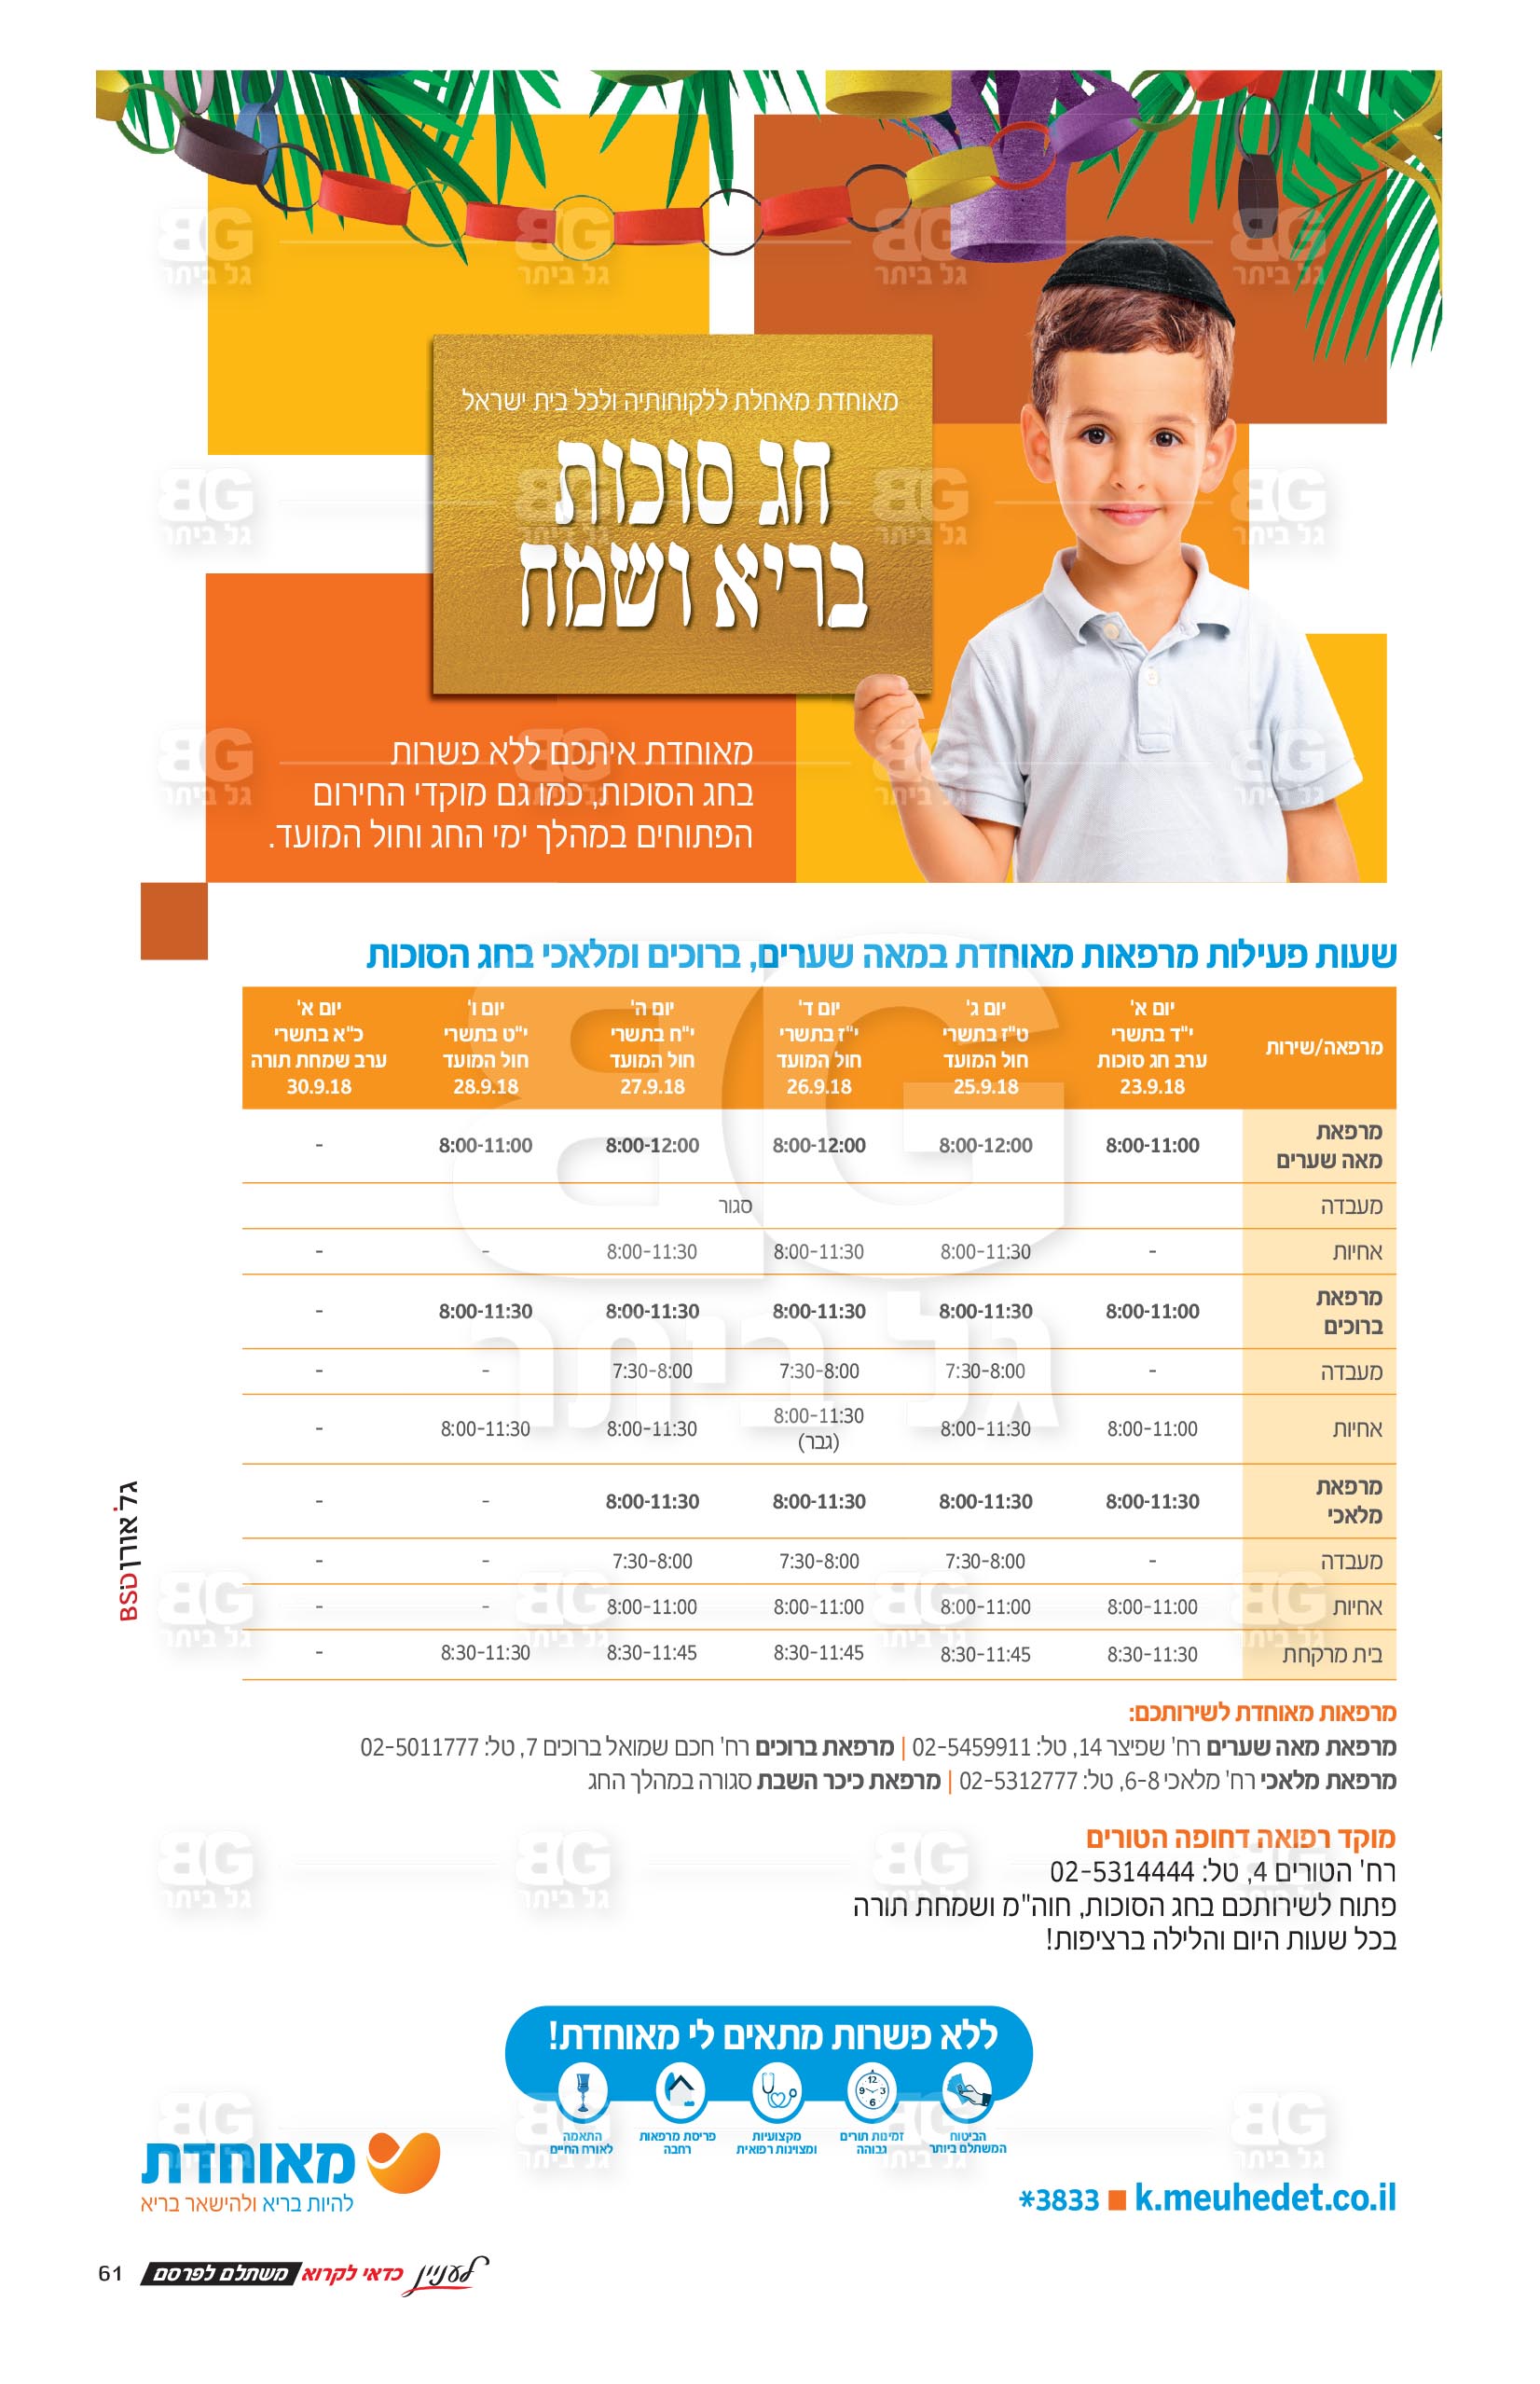 מאוחדת מאחלת ללקוחותיה ולכל בית ישראל
חג סוכות
בריא ושמח
מאוחדת איתכם ללא פשרות
בחג הסוכות, כמו גם מוקדי החירום
הפתוחים במהלך ימי החג וחול המועד.
שעות פעילות מרפאות מאוחדת במאה שערים, ברוכים ומלאכי בחג הסוכות
מרפאה/שירות | יום א' י"ד בתשרי ערב חג סוכות 23.9.18 | יום ג' ט"ז בתשרי חול המועד 25.9.18 | יום ד' י"ז בתשרי חול המועד 26.9.18 | יום ה' י"ח בתשרי חול המועד 27.9.18 | יום ו' י"ט בתשרי חול המועד 28.9.18 | יום א' כ"א בתשרי ערב שמחת תורה 30.9.18
מרפאת מאה שערים | 8:00-11:00 | 8:00-12:00 | 8:00-12:00 | 8:00-12:00 | 8:00-11:00 | -
מעבדה | סגור
אחיות | - | 8:00-11:30 | 8:00-11:30 | 8:00-11:30 | - | -
מרפאת ברוכים | 8:00-11:00 | 8:00-11:30 | 8:00-11:30 | 8:00-11:30 | 8:00-11:30 | -
מעבדה | - | 7:30-8:00 | 7:30-8:00 | 7:30-8:00 | - | -
אחיות | 8:00-11:00 | 8:00-11:30 | 8:00-11:30 (גבר) | 8:00-11:30 | 8:00-11:30 | -
מרפאת מלאכי | 8:00-11:30 | 8:00-11:30 | 8:00-11:30 | 8:00-11:30 | - | -
מעבדה | - | 7:30-8:00 | 7:30-8:00 | 7:30-8:00 | - | -
אחיות | 8:00-11:00 | 8:00-11:00 | 8:00-11:00 | 8:00-11:00 | - | -
בית מרקחת | 8:30-11:30 | 8:30-11:45 | 8:30-11:45 | 8:30-11:45 | 8:30-11:30 | -
מרפאות מאוחדת לשירותכם:
מרפאת מאה שערים רח' שפיצר 14, טל: 02-5459911 | מרפאת ברוכים רח' חכם שמואל ברוכים 7, טל: 02-5011777
מרפאת מלאכי רח' מלאכי 6-8, טל: 02-5312777 | מרפאת כיכר השבת סגורה במהלך החג
מוקד רפואה דחופה הטורים
רח' הטורים 4, טל: 02-5314444
פתוח לשירותכם בחג הסוכות, חוה"מ ושמחת תורה
בכל שעות היום והלילה ברציפות!
ללא פשרות מתאים לי מאוחדת!
הביטוח המשתלם ביותר
זמינות תורים גבוהה
מקצועיות ומצוינות רפואית
פריסת מרפאות רחבה
התאמה לאורח החיים
k.meuhedet.co.il ■ *3833
מאוחדת
להיות בריא ולהישאר בריא
גל אורן BSD
לעניין כדאי לקרוא משתלם לפרסם
61
BG
גל ביתר